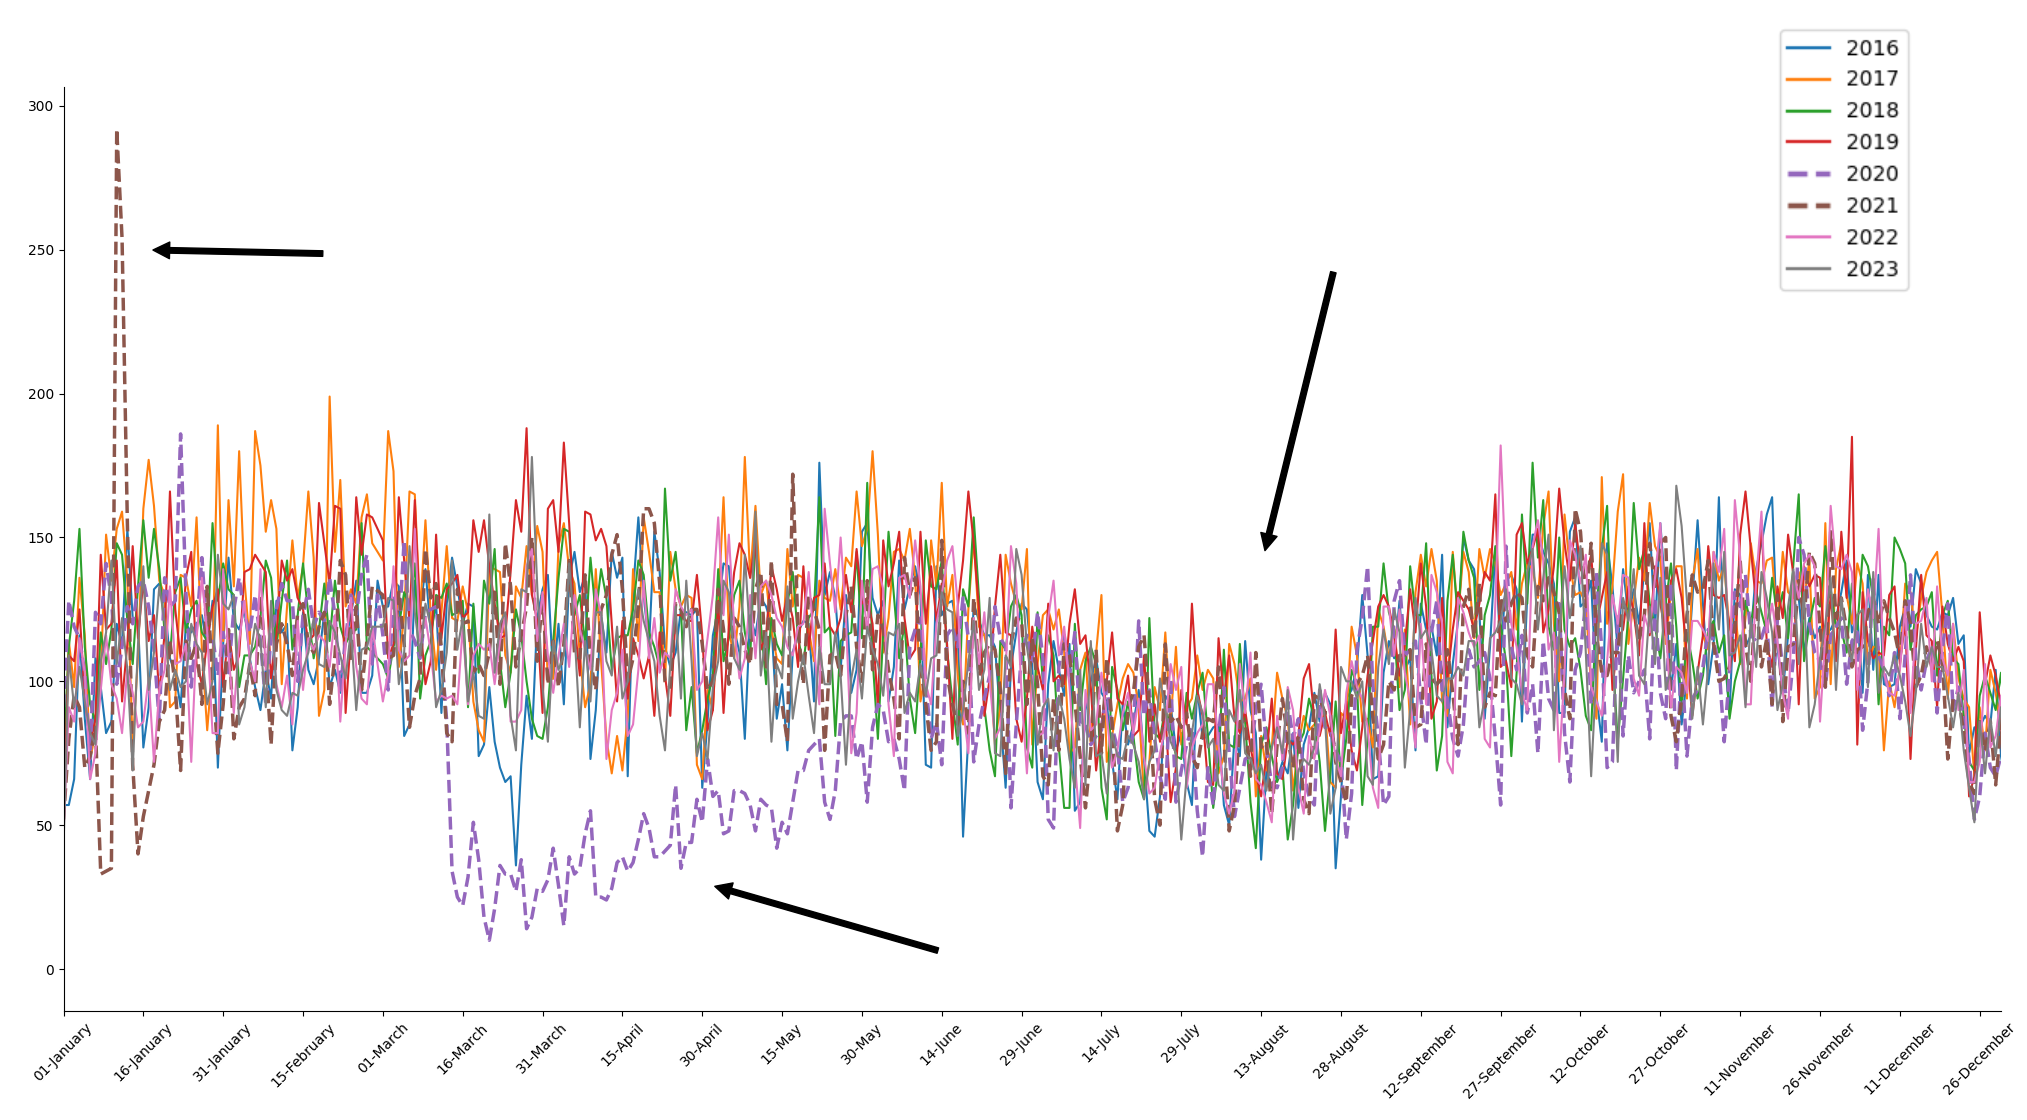 2016
2017
2018
2019
2020
2021
2022
2023
300
250
200
150
100
50
0
01-January
16-January
31-January
15-February
01-March
16-March
31-March
15-April
30-April
15-May
30-May
14-June
29-June
14-July
29-July
13-August
28-August
12-September
27-September
12-October
27-October
11-November
26-November
11-December
26-December